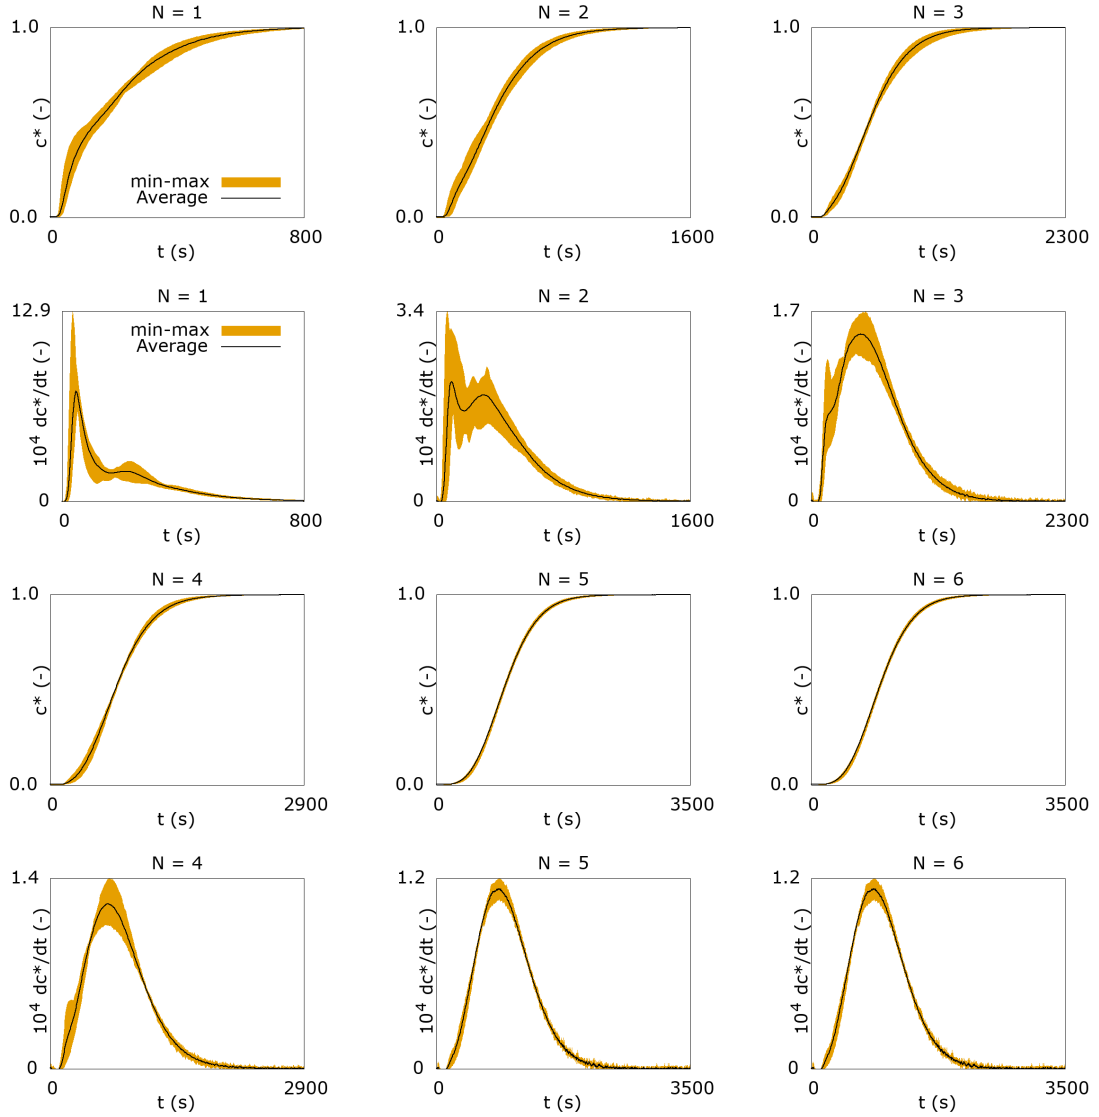 N = 1
1.0
c* (-)
min-max
Average
0.0
0 800
t (s)
N = 2
1.0
c* (-)
0.0
0 1600
t (s)
N = 3
1.0
c* (-)
0.0
0 2300
t (s)
N = 1
12.9
10⁴ dc*/dt (-)
min-max
Average
0
0 800
t (s)
N = 2
3.4
10⁴ dc*/dt (-)
0
0 1600
t (s)
N = 3
1.7
10⁴ dc*/dt (-)
0
0 2300
t (s)
N = 4
1.0
c* (-)
0.0
0 2900
t (s)
N = 5
1.0
c* (-)
0.0
0 3500
t (s)
N = 6
1.0
c* (-)
0.0
0 3500
t (s)
N = 4
1.4
10⁴ dc*/dt (-)
0
0 2900
t (s)
N = 5
1.2
10⁴ dc*/dt (-)
0
0 3500
t (s)
N = 6
1.2
10⁴ dc*/dt (-)
0
0 3500
t (s)